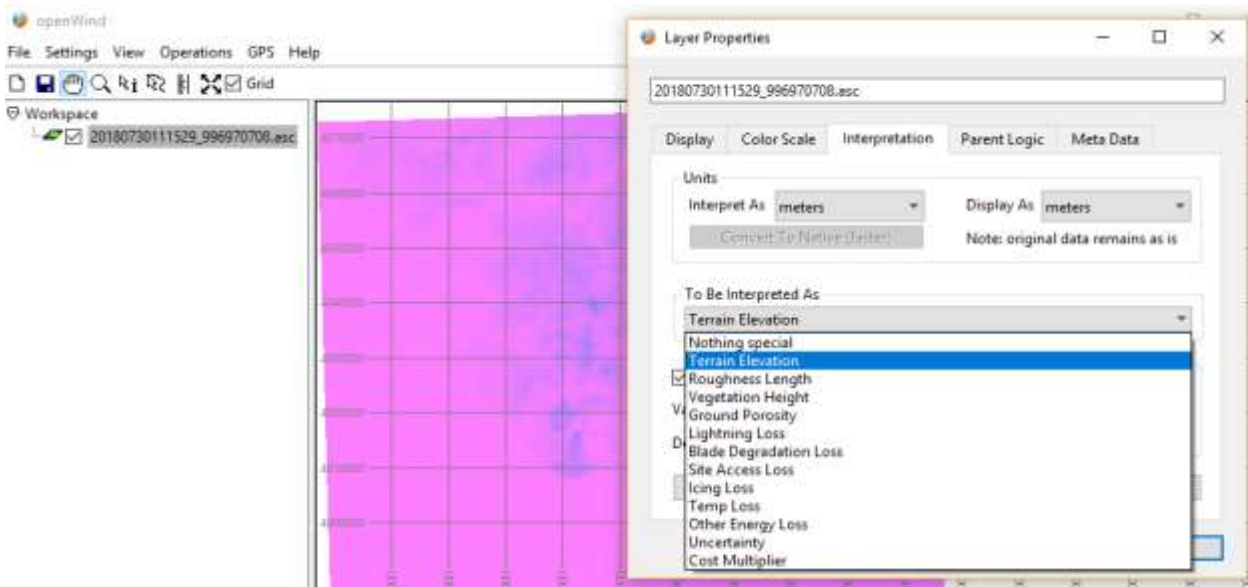 openWind
File Settings View Operations GPS Help
Grid
Workspace
20180730111529_996970708.asc
Layer Properties
20180730111529_996970708.asc
Display Color Scale Interpretation Parent Logic Meta Data
Units
Interpret As meters Display As meters
Convert To Native (faster) Note: original data remains as is
To Be Interpreted As
Terrain Elevation
Nothing special
Terrain Elevation
Roughness Length
Vegetation Height
Ground Porosity
Lightning Loss
Blade Degradation Loss
Site Access Loss
Icing Loss
Temp Loss
Other Energy Loss
Uncertainty
Cost Multiplier